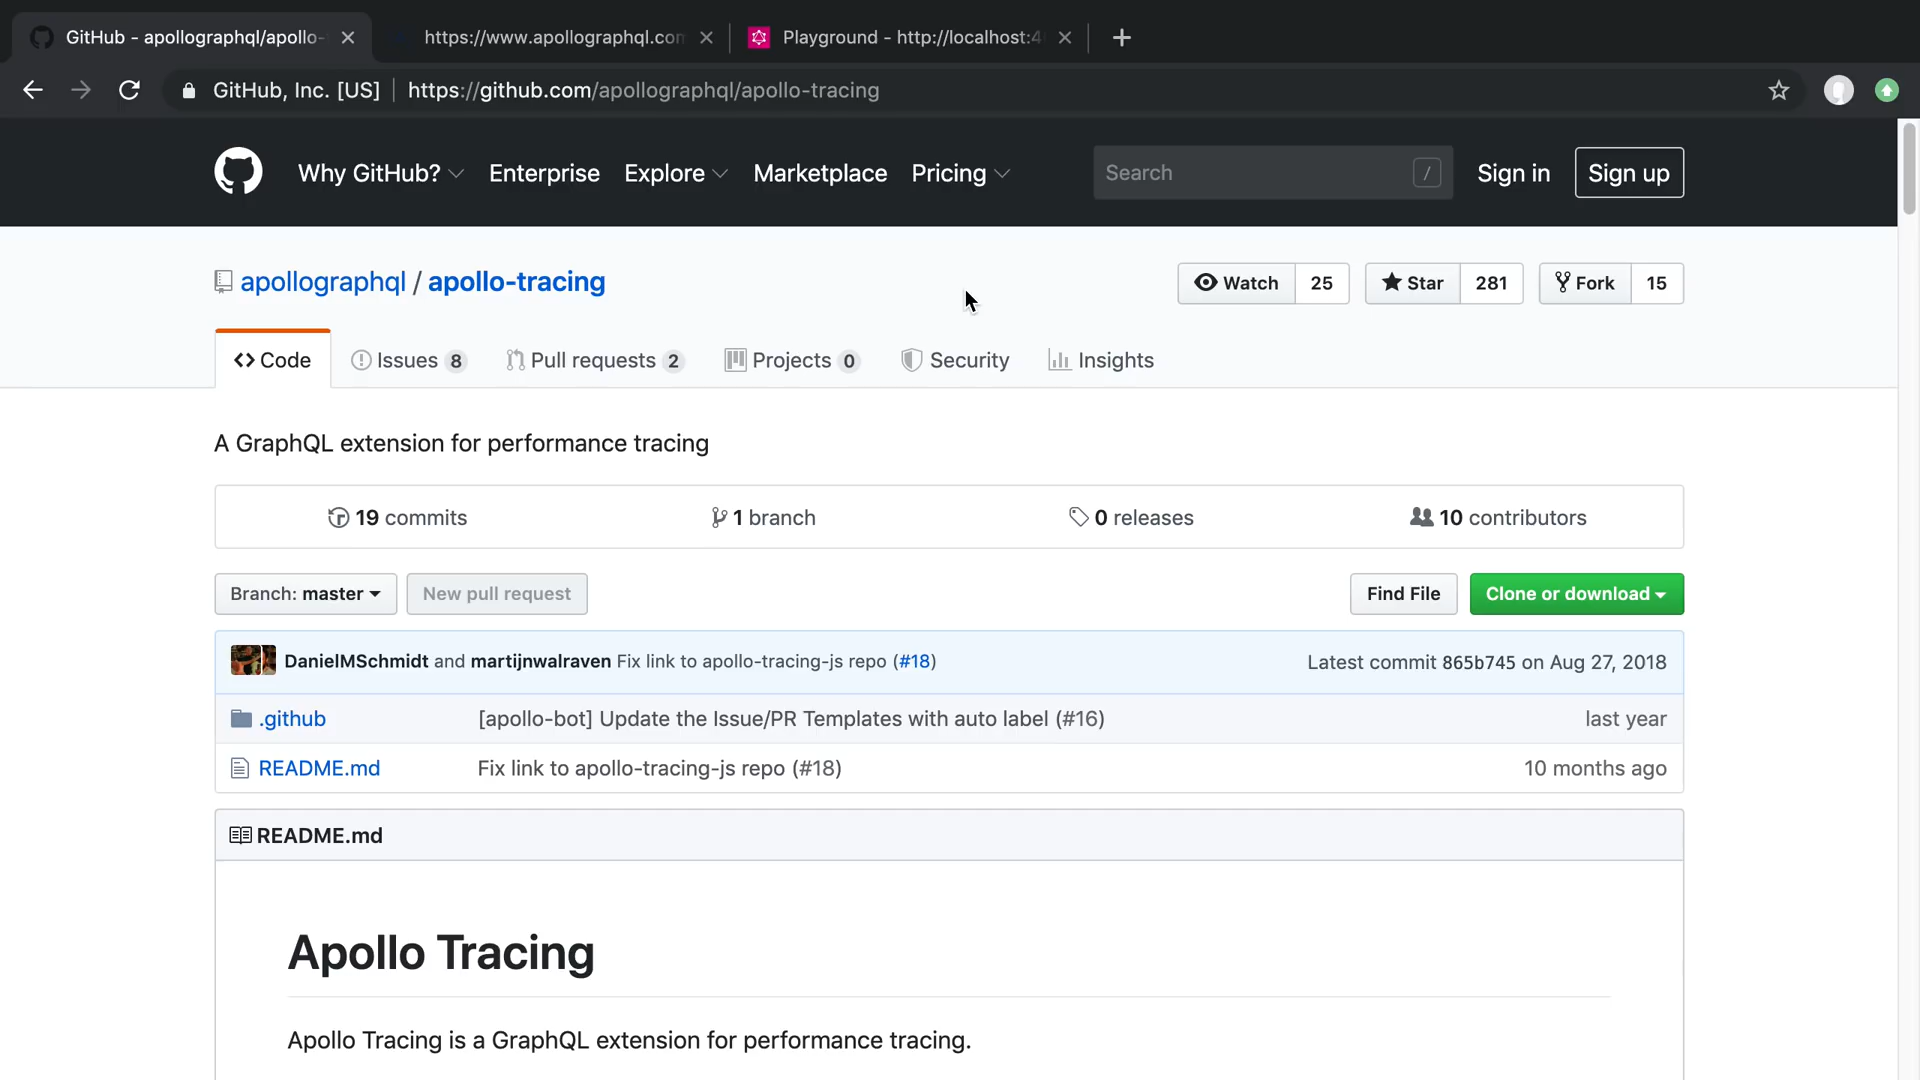 GitHub - apollographql/apollo-
https://www.apollographql.com
Playground - http://localhost:4
GitHub, Inc. [US]
https://github.com/apollographql/apollo-tracing
Why GitHub? Enterprise Explore Marketplace Pricing
Search /
Sign in
Sign up
apollographql / apollo-tracing
Watch 25
Star 281
Fork 15
Code
Issues 8
Pull requests 2
Projects 0
Security
Insights
A GraphQL extension for performance tracing
19 commits
1 branch
0 releases
10 contributors
Branch: master
New pull request
Find File
Clone or download
DanielMSchmidt and martijnwalraven Fix link to apollo-tracing-js repo (#18)
Latest commit 865b745 on Aug 27, 2018
.github
[apollo-bot] Update the Issue/PR Templates with auto label (#16)
last year
README.md
Fix link to apollo-tracing-js repo (#18)
10 months ago
README.md
Apollo Tracing
Apollo Tracing is a GraphQL extension for performance tracing.